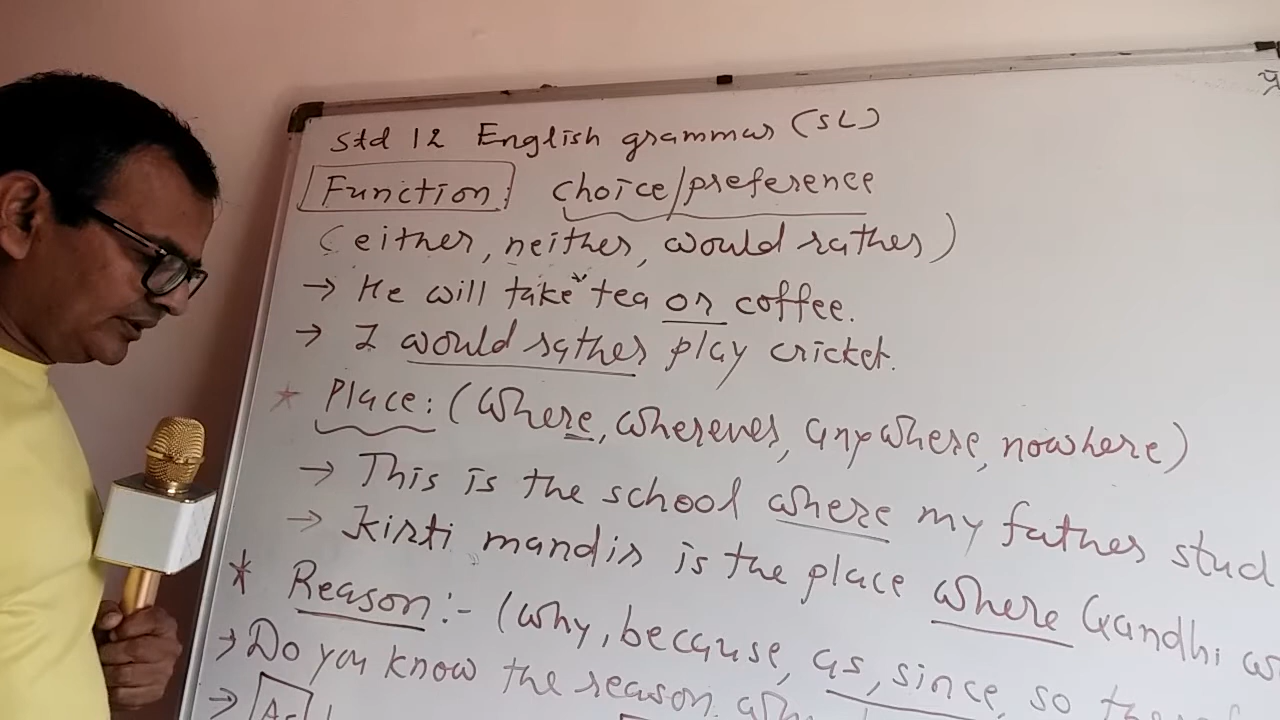 Std 12 English grammar (SL)
Function choice/preference
(either, neither, would rather)
→ He will take tea or coffee.
→ I would rather play cricket.
* Place: (where, wherever, anywhere, nowhere)
→ This is the school where my father stud
→ Kirti mandir is the place where Gandhi
* Reason:- (why, because, as, since, so
→ Do you know the reason
→ As